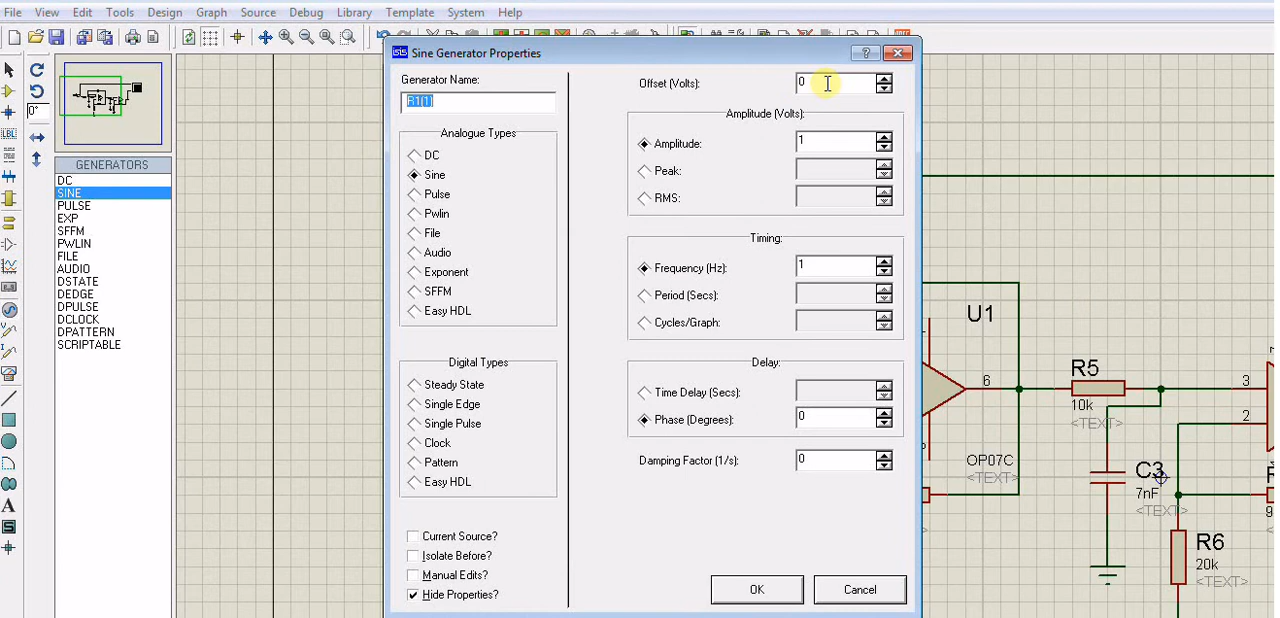 File View Edit Tools Design Graph Source Debug Library Template System Help
ISIS Sine Generator Properties
?
Generator Name:
R1(1)
Analogue Types
DC
Sine
Pulse
Pwlin
File
Audio
Exponent
SFFM
Easy HDL
Digital Types
Steady State
Single Edge
Single Pulse
Clock
Pattern
Easy HDL
Current Source?
Isolate Before?
Manual Edits?
Hide Properties?
Offset (Volts): 0
Amplitude (Volts):
Amplitude: 1
Peak:
RMS:
Timing:
Frequency (Hz): 1
Period (Secs):
Cycles/Graph:
Delay:
Time Delay (Secs):
Phase (Degrees): 0
Damping Factor (1/s): 0
OK Cancel
0°
LBL
A
S
GENERATORS
DC
SINE
PULSE
EXP
SFFM
PWLIN
FILE
AUDIO
DSTATE
DEDGE
DPULSE
DCLOCK
DPATTERN
SCRIPTABLE
U1
6
OP07C
<TEXT>
R5
10k
<TEXT>
3
2
C3
7nF
<TEXT>
R6
20k
<TEXT>